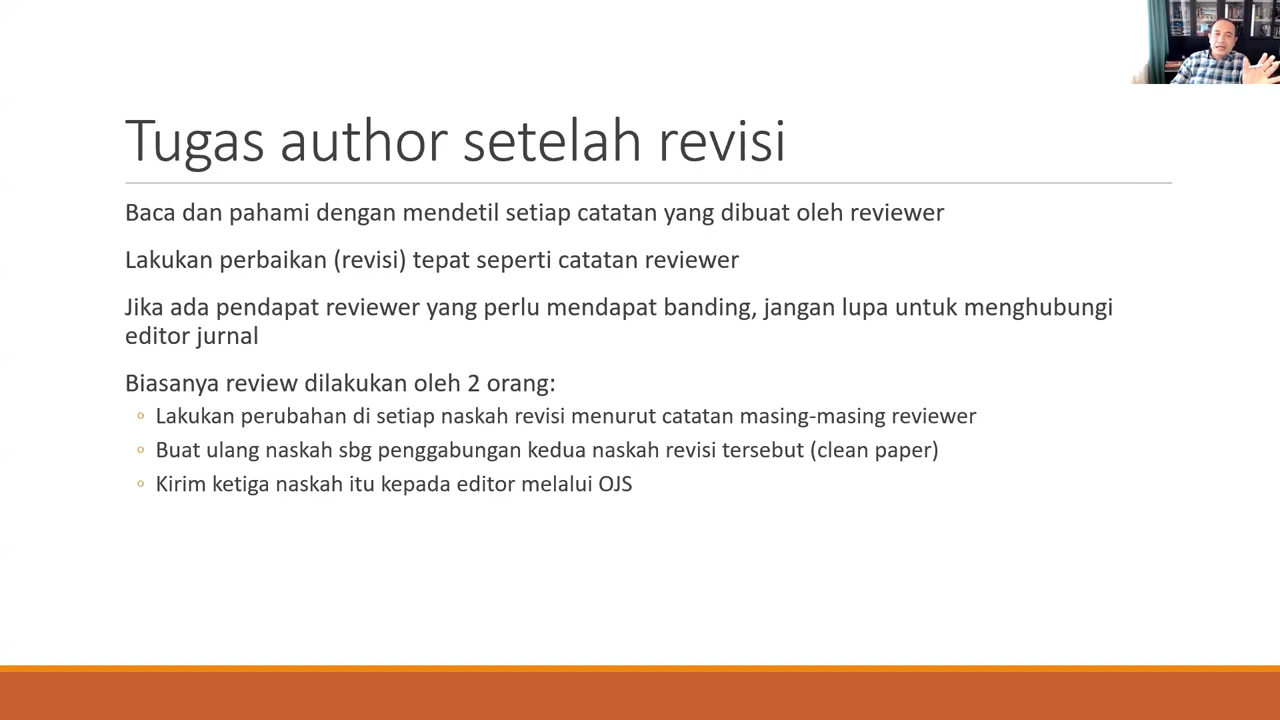 Tugas author setelah revisi
Baca dan pahami dengan mendetil setiap catatan yang dibuat oleh reviewer
Lakukan perbaikan (revisi) tepat seperti catatan reviewer
Jika ada pendapat reviewer yang perlu mendapat banding, jangan lupa untuk menghubungi
editor jurnal
Biasanya review dilakukan oleh 2 orang:
◦ Lakukan perubahan di setiap naskah revisi menurut catatan masing-masing reviewer
◦ Buat ulang naskah sbg penggabungan kedua naskah revisi tersebut (clean paper)
◦ Kirim ketiga naskah itu kepada editor melalui OJS